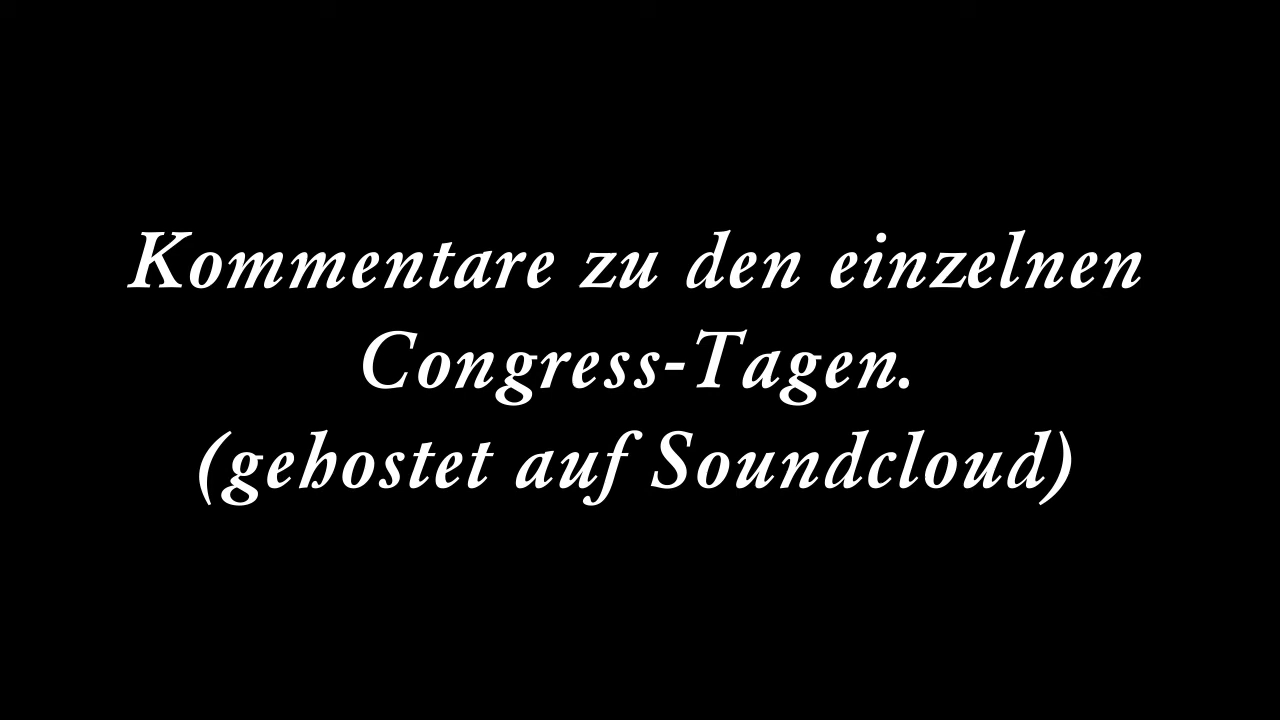 Kommentare zu den einzelnen
Congress-Tagen.
(gehostet auf Soundcloud)